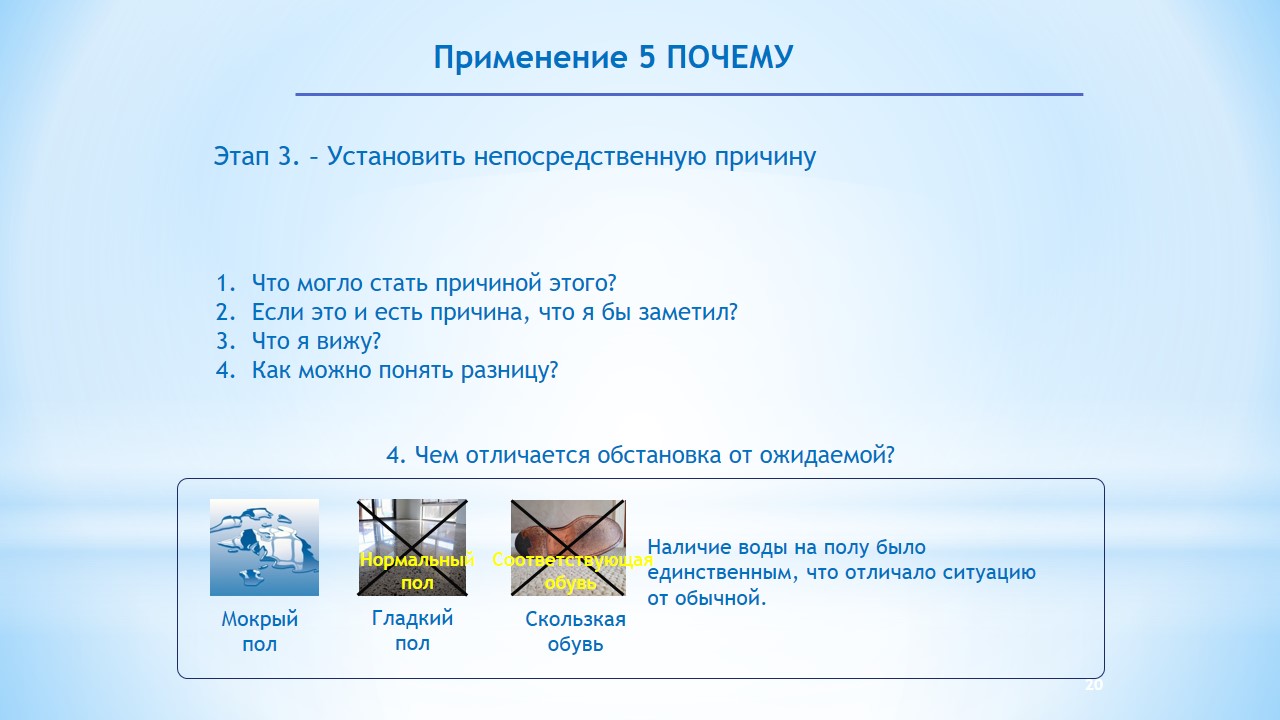 Применение 5 ПОЧЕМУ
Этап 3. – Установить непосредственную причину
1. Что могло стать причиной этого?
2. Если это и есть причина, что я бы заметил?
3. Что я вижу?
4. Как можно понять разницу?
4. Чем отличается обстановка от ожидаемой?
Мокрый
пол
Нормальный
пол
Гладкий
пол
Соответствующая
обувь
Скользкая
обувь
Наличие воды на полу было
единственным, что отличало ситуацию
от обычной.
20